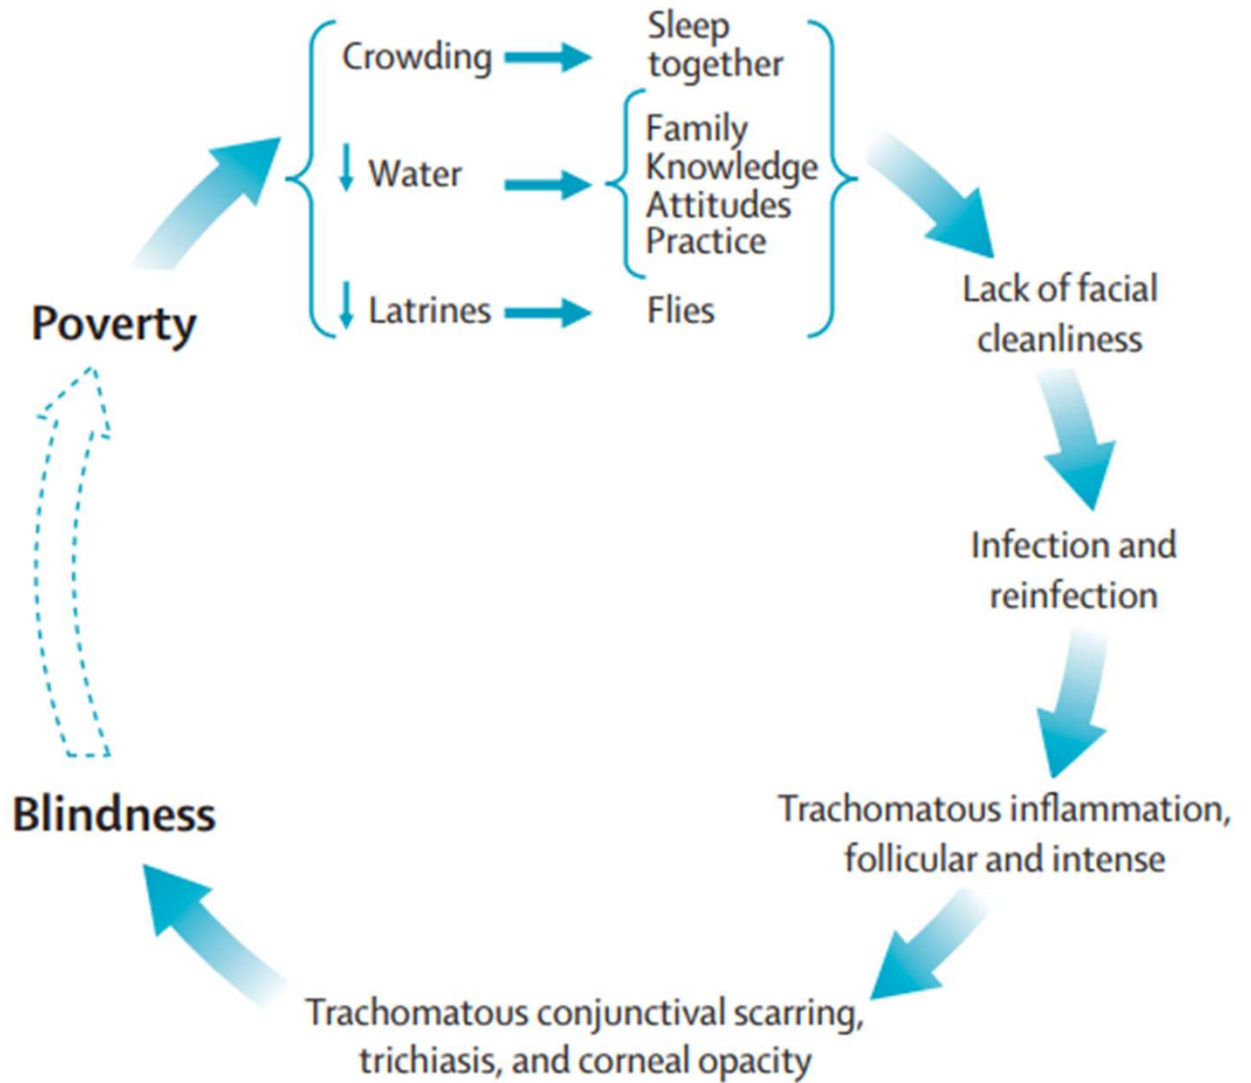 Crowding
Sleep
together
Water
Family
Knowledge
Attitudes
Practice
Latrines
Flies
Lack of facial
cleanliness
Infection and
reinfection
Trachomatous inflammation,
follicular and intense
Trachomatous conjunctival scarring,
trichiasis, and corneal opacity
Blindness
Poverty